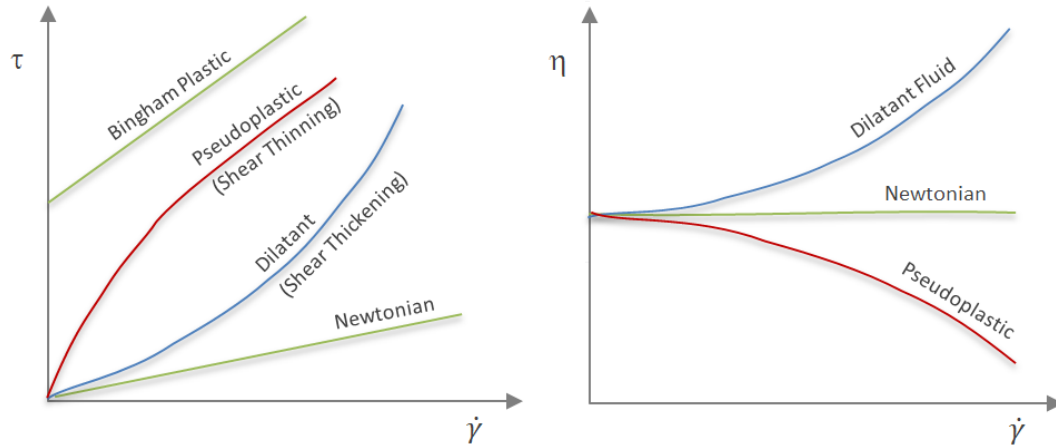 τ
Bingham Plastic
Pseudoplastic
(Shear Thinning)
Dilatant
(Shear Thickening)
Newtonian
γ̇
η
Dilatant Fluid
Newtonian
Pseudoplastic
γ̇